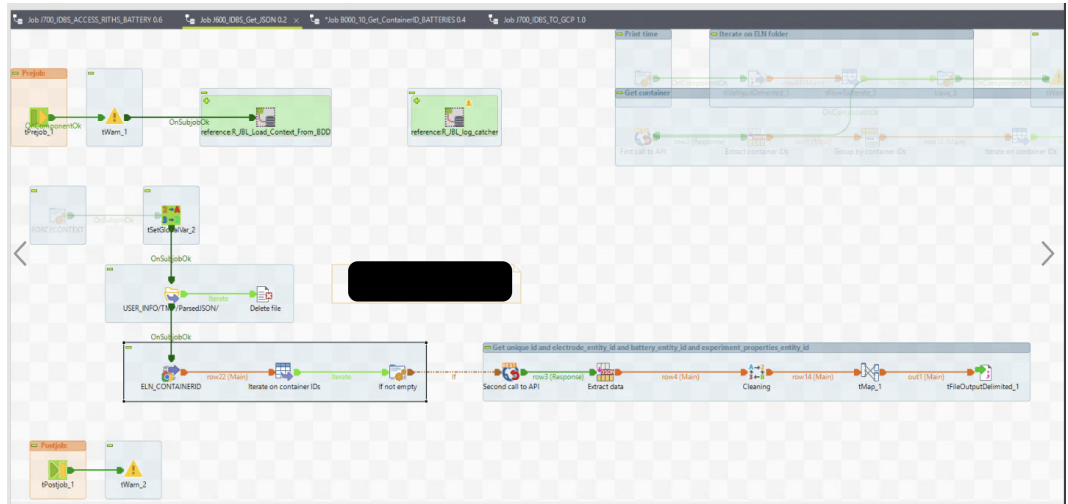 Job J700_IDBS_ACCESS_RITHS_BATTERY 0.6
Job J600_IDBS_Get_JSON 0.2
*Job B000_10_Get_ContainerID_BATTERIES 0.4
Job J700_IDBS_TO_GCP 1.0
Print time
Iterate on ELN folder
Prejob
OnComponentOk
tPrejob_1
tWarn_1
OnSubjobOk
reference:R_JBL_Load_Context_From_BDD
reference:R_JBL_log_catcher
Get container
First call to API
row2 (Response)
Extract container IDs
Group by container IDs
Iterate on container IDs
FORCECONTEXT
OnSubjobOk
tSetGlobalVar_2
OnSubjobOk
USER_INFO/TMP/ParsedJSON/
Iterate
Delete file
OnSubjobOk
ELN_CONTAINERID
row22 (Main)
Iterate on container IDs
Iterate
If not empty
If
Get unique id and electrode_entity_id and battery_entity_id and experiment_properties_entity_id
Second call to API
row3 (Response)
Extract data
row4 (Main)
Cleaning
row14 (Main)
tMap_1
out1 (Main)
tFileOutputDelimited_1
Postjob
tPostjob_1
tWarn_2